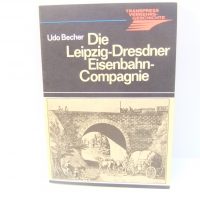 TRANSPRESS
VERKEHRS-
GESCHICHTE
Udo Becher
Die
Leipzig-Dresdner
Eisenbahn-
Compagnie